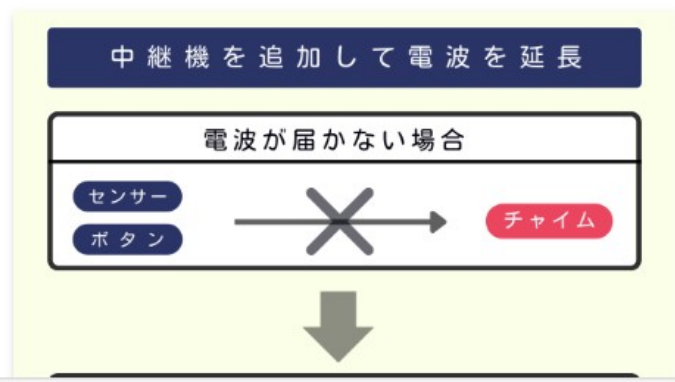 中継機を追加して電波を延長
電波が届かない場合
センサー
ボタン
チャイム